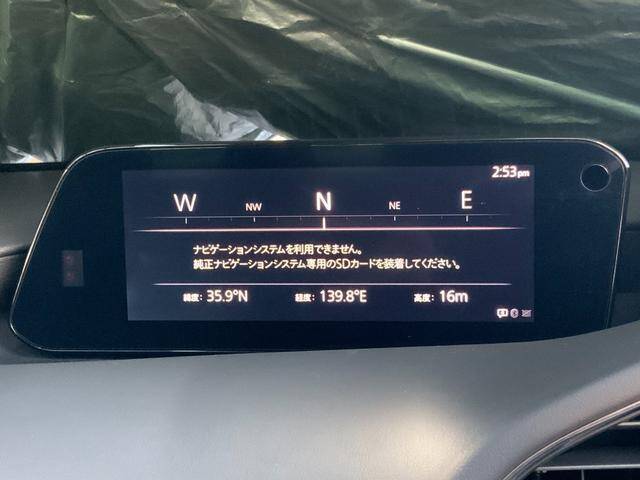 2:53pm
W NW N NE E
ナビゲーションシステムを利用できません。
純正ナビゲーションシステム専用のSDカードを装着してください。
緯度: 35.9°N 経度: 139.8°E 高度: 16m